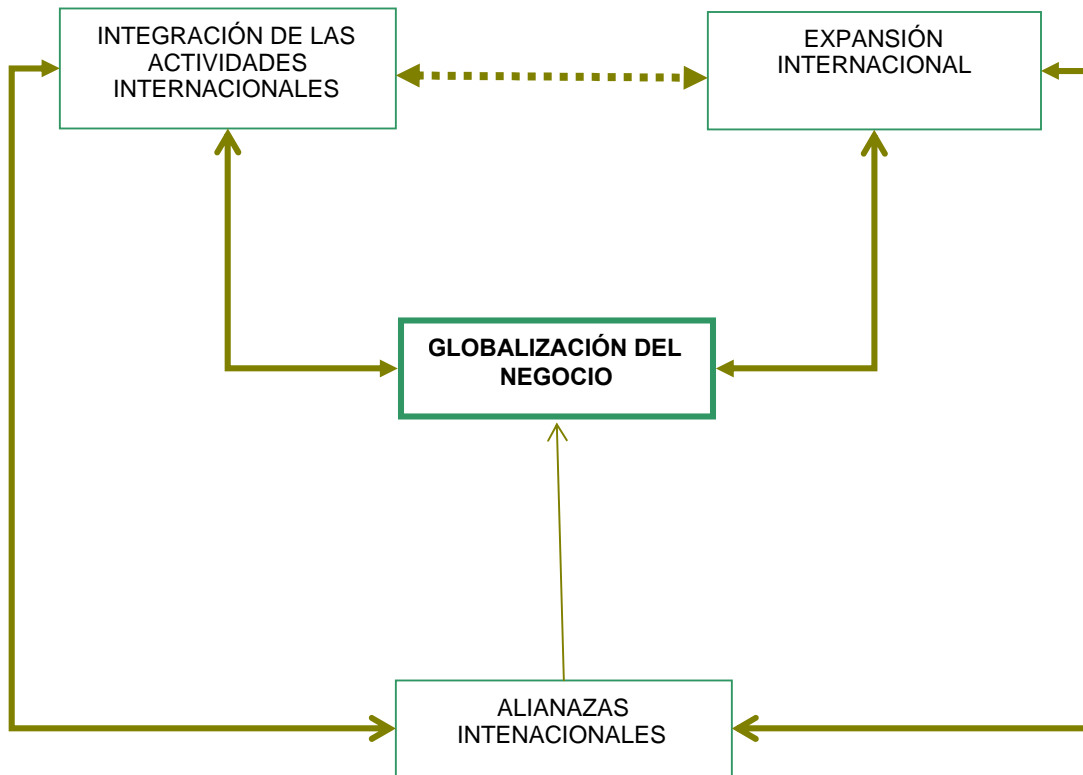 INTEGRACIÓN DE LAS
ACTIVIDADES
INTERNACIONALES
EXPANSIÓN
INTERNACIONAL
GLOBALIZACIÓN DEL
NEGOCIO
ALIANAZAS
INTENACIONALES